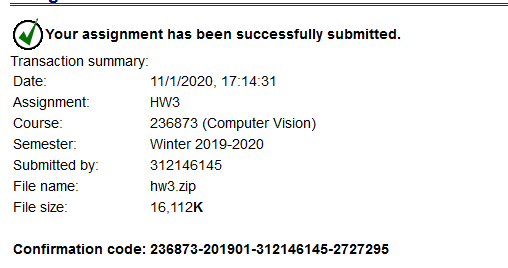 Your assignment has been successfully submitted.
Transaction summary:
Date: 11/1/2020, 17:14:31
Assignment: HW3
Course: 236873 (Computer Vision)
Semester: Winter 2019-2020
Submitted by: 312146145
File name: hw3.zip
File size: 16,112K
Confirmation code: 236873-201901-312146145-2727295